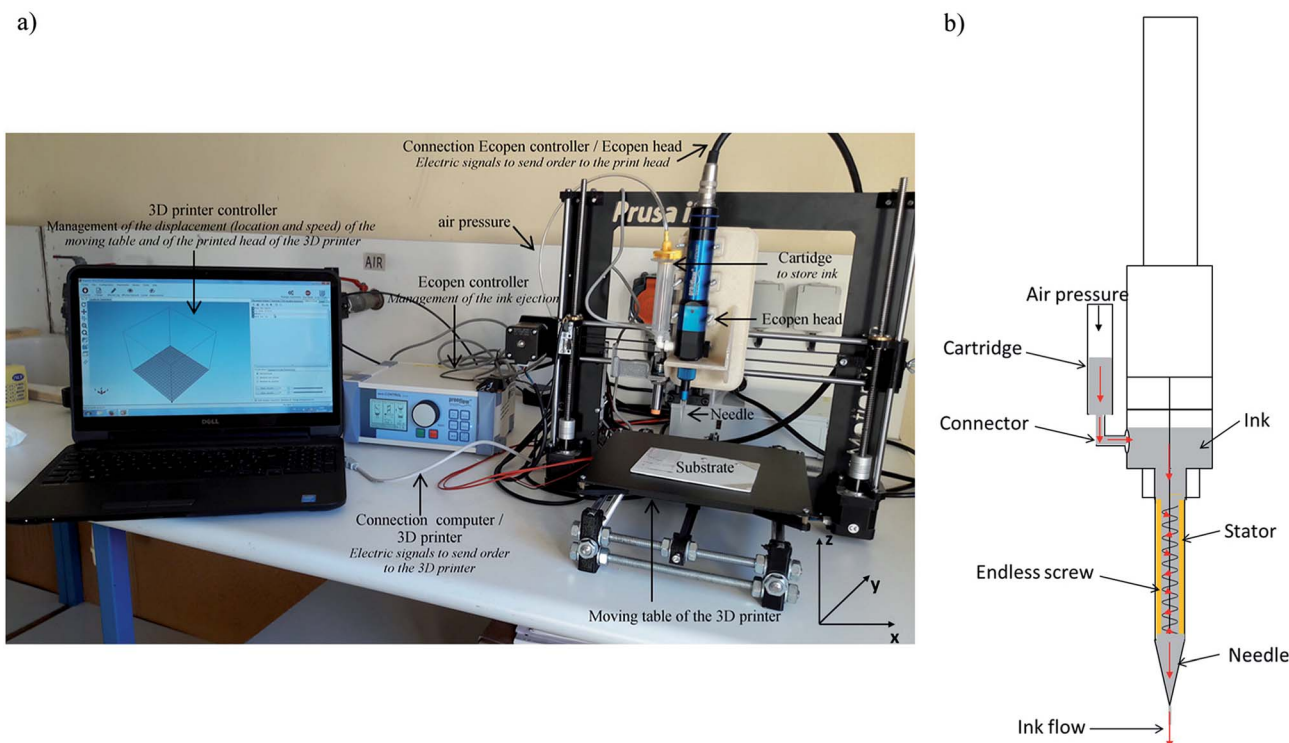 a)
b)
Connection Ecopen controller / Ecopen head
Electric signals to send order to the print head
3D printer controller
Management of the displacement (location and speed) of the
moving table and of the printed head of the 3D printer
air pressure
Prusa i
AIR
Ecopen controller
Management of the ink ejection
Cartidge
to store ink
Ecopen head
Needle
DELL
preeflow
Substrate
Connection computer /
3D printer
Electric signals to send order
to the 3D printer
Moving table of the 3D printer
z
y
x
Air pressure
Cartridge
Connector
Ink
Stator
Endless screw
Needle
Ink flow